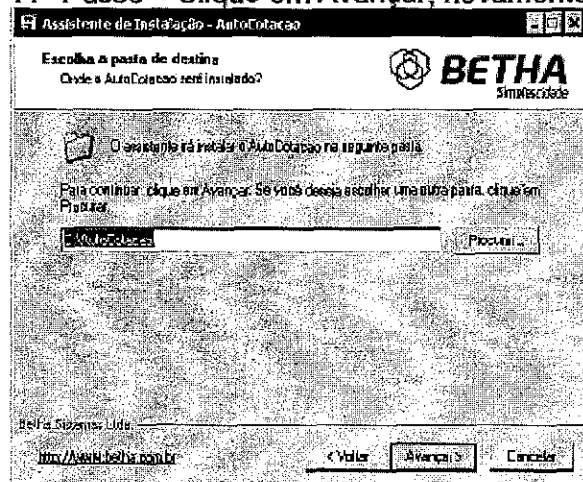 Passo - Clique em Avançar, novamente
Assistente de Instalação - AutoCotacao
Escolha a pasta de destino
Onde o AutoCotacao será instalado?
BETHA
Simplescidade
O assistente irá instalar o AutoCotacao na seguinte pasta.
Para continuar, clique em Avançar. Se você deseja escolher uma outra pasta, clique em
Procurar.
AutoCotacao
Procurar...
Betha Sistemas Ltda.
http://www.betha.com.br
< Voltar
Avançar >
Cancelar